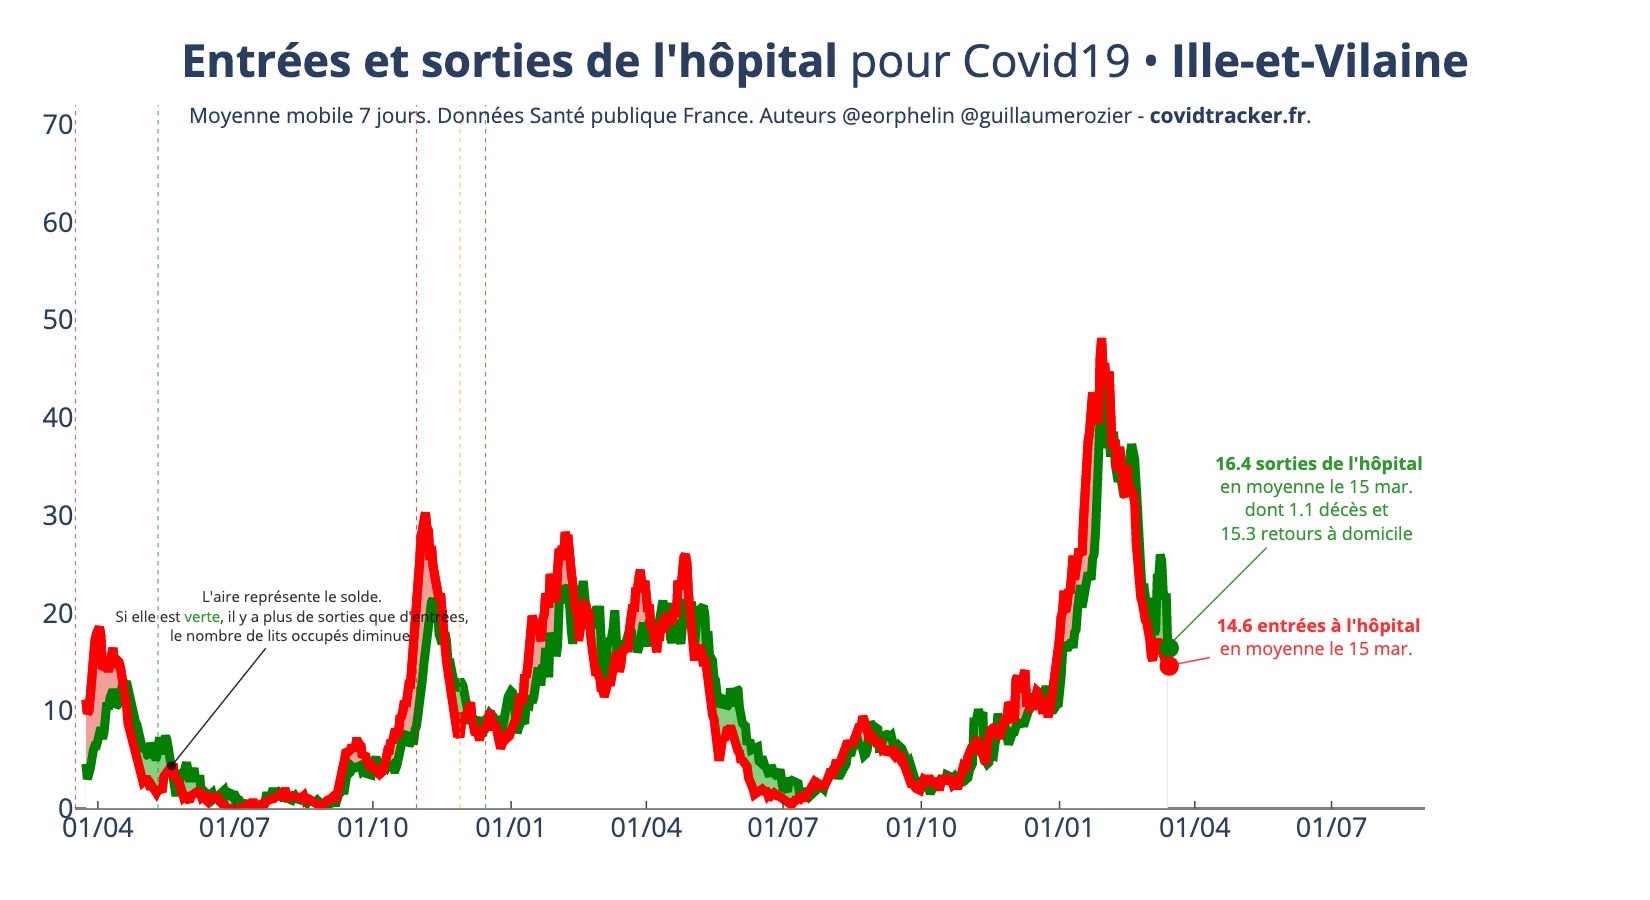 Entrées et sorties de l'hôpital pour Covid19 • Ille-et-Vilaine
Moyenne mobile 7 jours. Données Santé publique France. Auteurs @eorphelin @guillaumerozier - covidtracker.fr.
70
60
50
40
30
20
10
0
16.4 sorties de l'hôpital
en moyenne le 15 mar.
dont 1.1 décès et
15.3 retours à domicile
L'aire représente le solde.
Si elle est verte, il y a plus de sorties que d'entrées,
le nombre de lits occupés diminue.
14.6 entrées à l'hôpital
en moyenne le 15 mar.
01/04 01/07 01/10 01/01 01/04 01/07 01/10 01/01 01/04 01/07